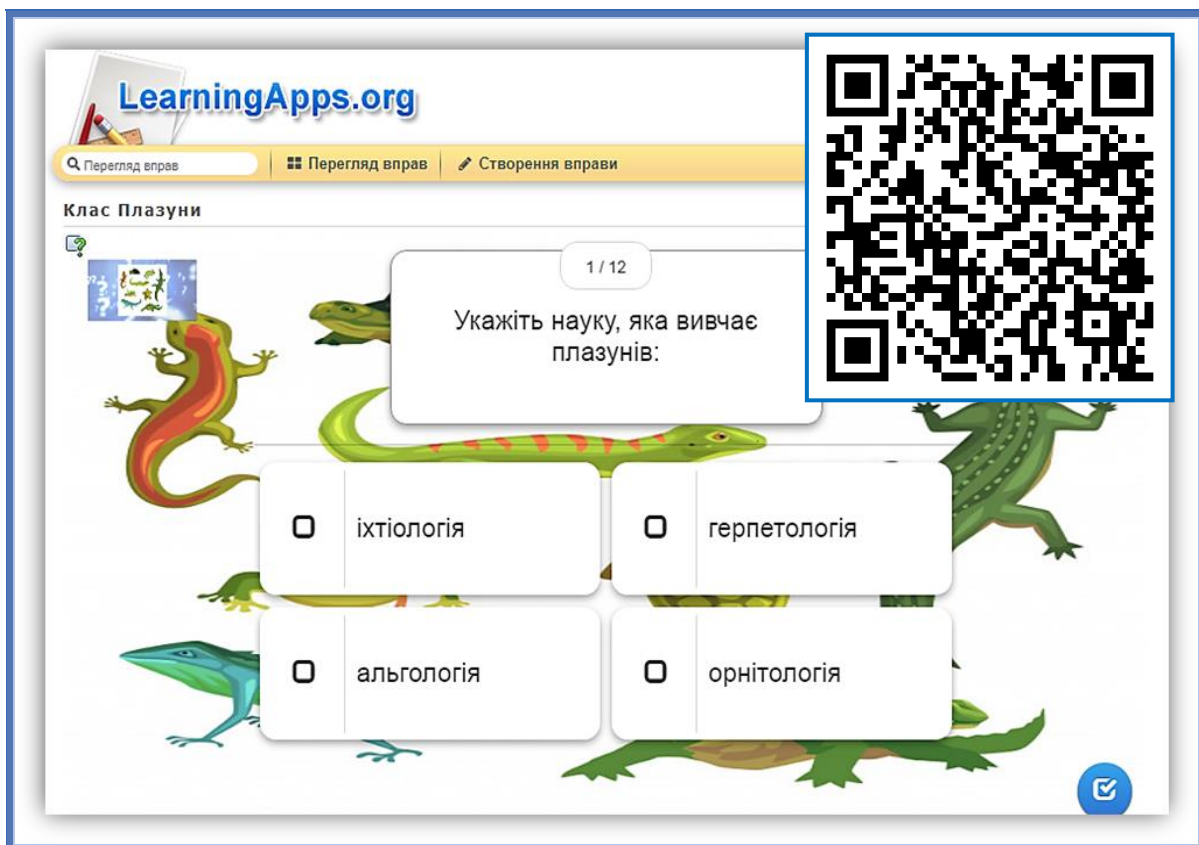 LearningApps.org
Перегляд вправ
Перегляд вправ
Створення вправи
Клас Плазуни
1 / 12
Укажіть науку, яка вивчає
плазунів:
іхтіологія
герпетологія
альгологія
орнітологія